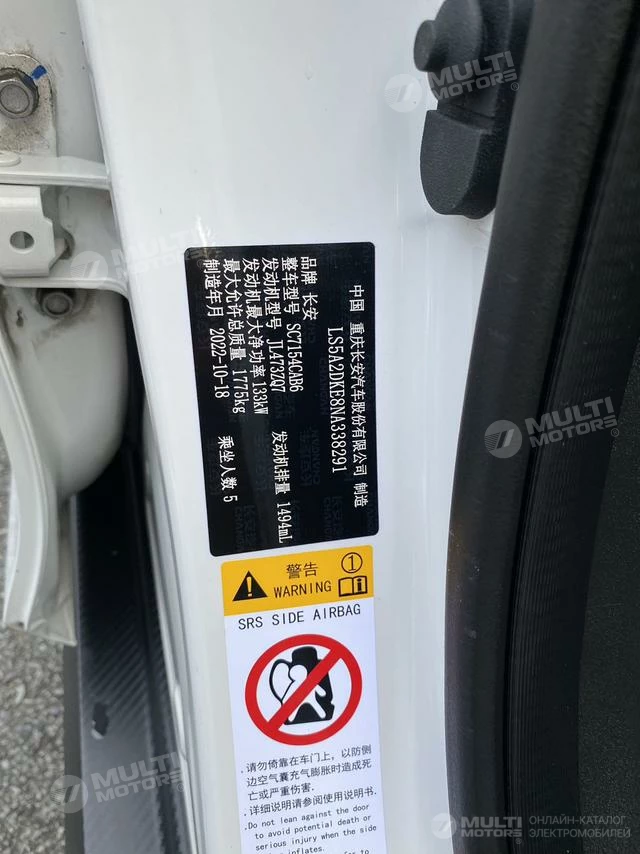 MULTI MOTORS®
中国 重庆长安汽车股份有限公司 制造
LS5A2DKE8NA338291
品牌 长安
整车型号 SC7154CAB6
发动机型号 JL473ZQ7 发动机排量 1494mL
发动机最大净功率 133kW
最大允许总质量 1775kg
制造年月 2022-10-18 乘坐人数 5
警告 ①
WARNING
SRS SIDE AIRBAG
.请勿倚靠在车门上，以防侧
边空气囊充气膨胀时造成死
亡或严重伤害.
.详细说明请参阅使用说明书.
.Do not lean against the door
to avoid potential death or
serious injury when the side
inflates.
MULTI MOTORS®
MULTI MOTORS®
MULTI MOTORS®
MULTI MOTORS®
ОНЛАЙН-КАТАЛОГ
ЭЛЕКТРОМОБИЛЕЙ